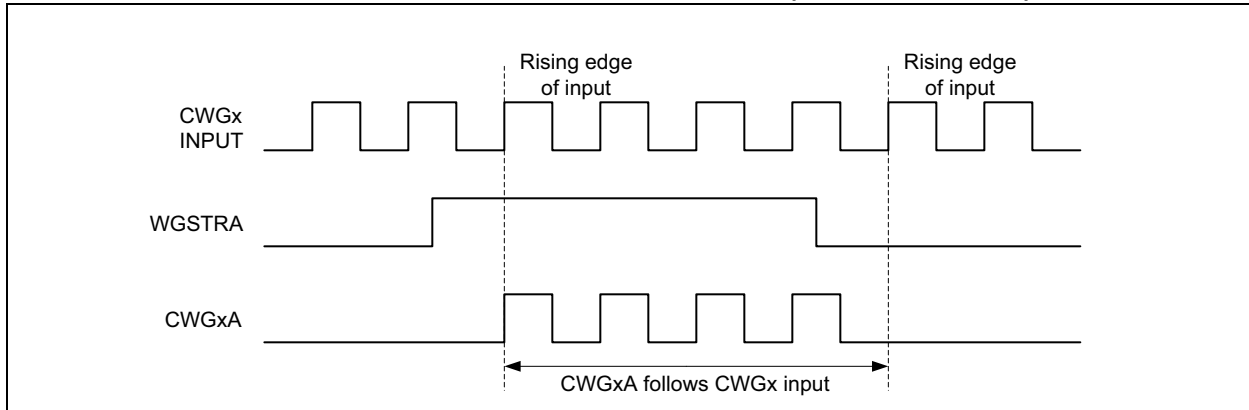 Rising edge
of input
Rising edge
of input
CWGx
INPUT
WGSTRA
CWGxA
CWGxA follows CWGx input